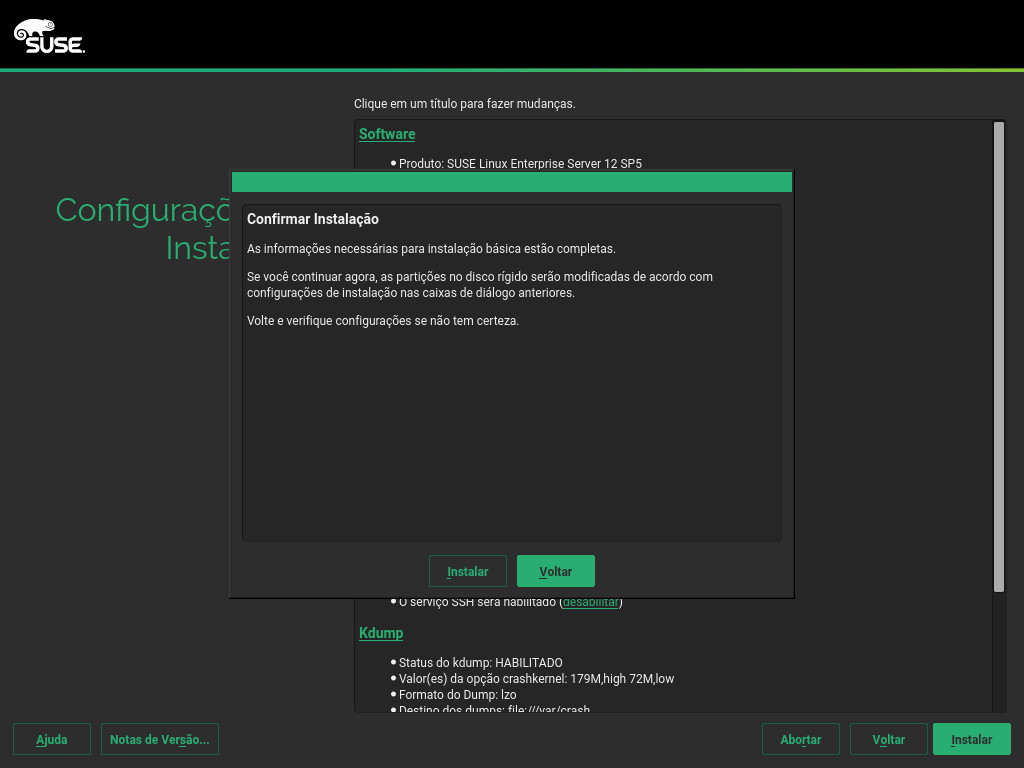 SUSE.
Clique em um título para fazer mudanças.
Software
Produto: SUSE Linux Enterprise Server 12 SP5
Configuraçõ
Insta
Confirmar Instalação
As informações necessárias para instalação básica estão completas.
Se você continuar agora, as partições no disco rígido serão modificadas de acordo com
configurações de instalação nas caixas de diálogo anteriores.
Volte e verifique configurações se não tem certeza.
Instalar
Voltar
O serviço SSH será habilitado (desabilitar)
Kdump
Status do kdump: HABILITADO
Valor(es) da opção crashkernel: 179M,high 72M,low
Formato do Dump: lzo
Destino dos dumps: file:///var/crash
Ajuda
Notas de Versão...
Abortar
Voltar
Instalar